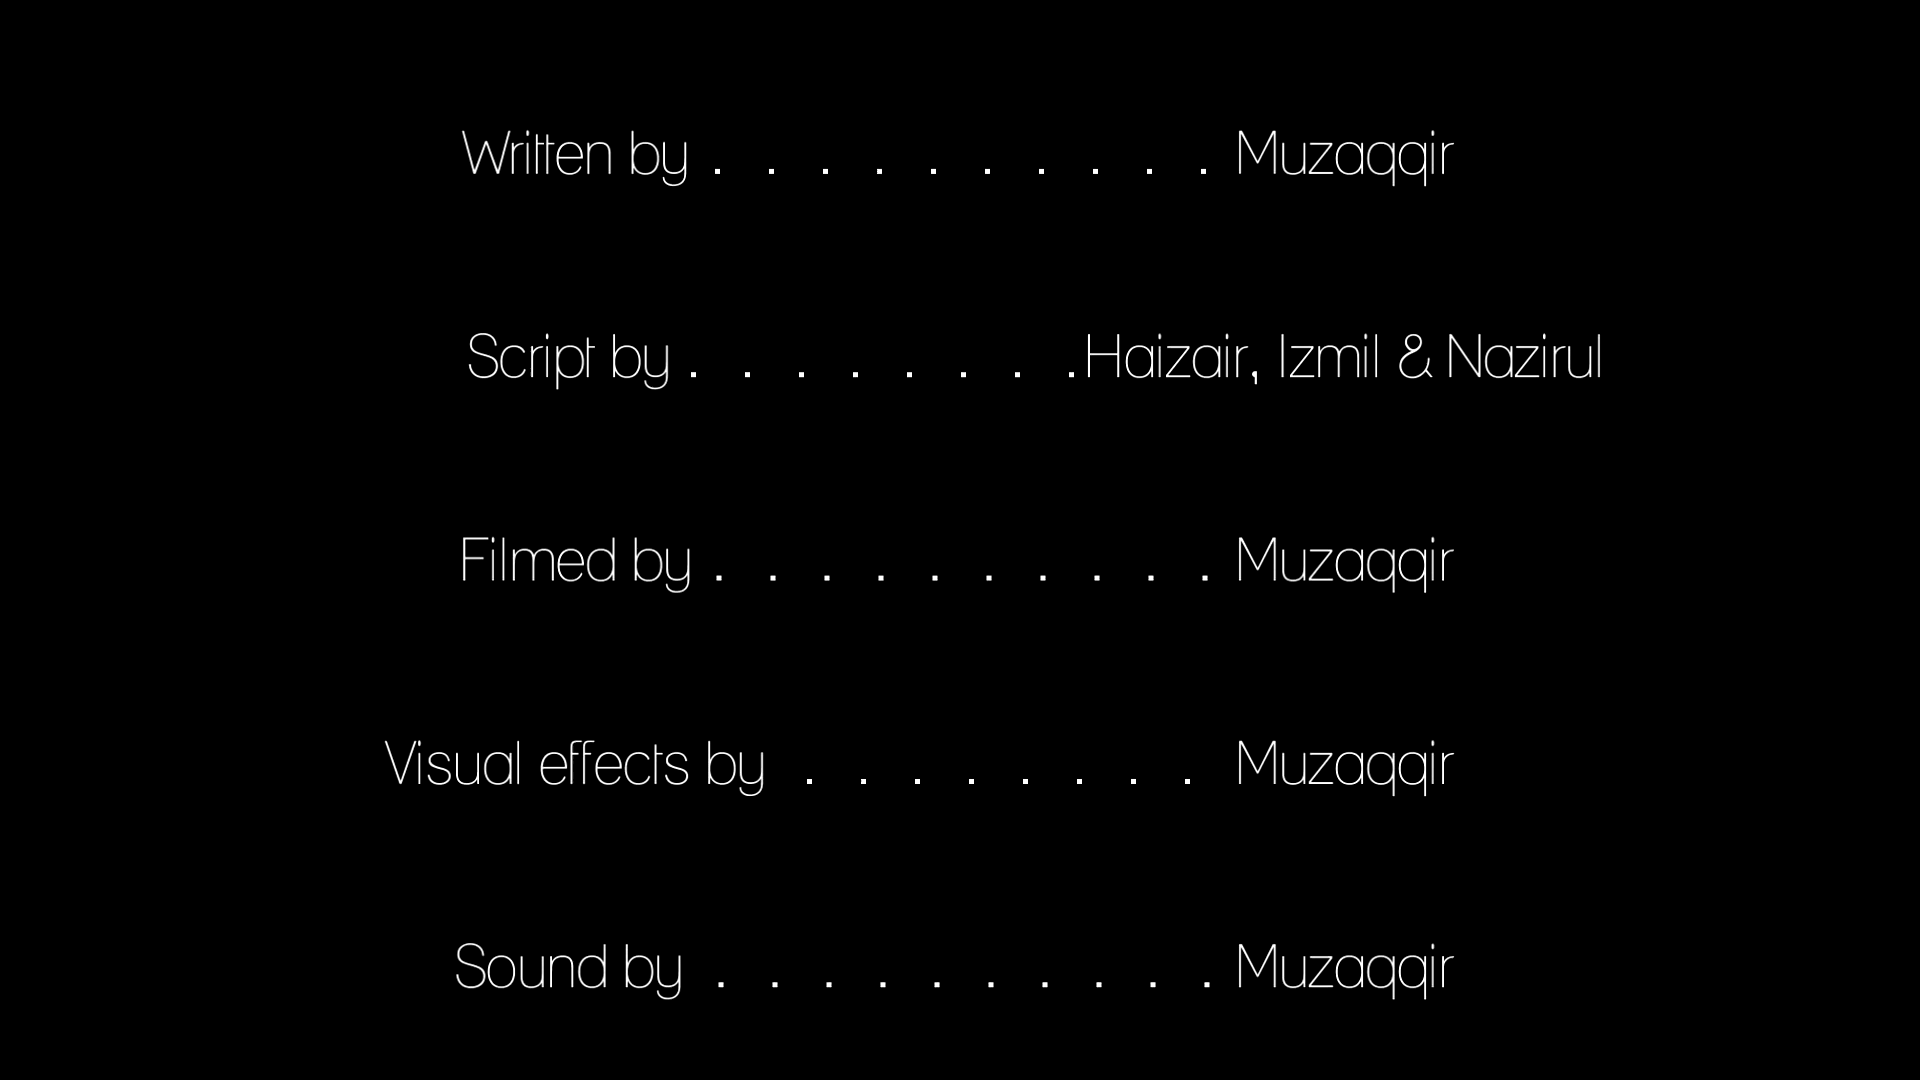 Written by . . . . . . . . . . Muzaqqir
Script by . . . . . . . . Haizair, Izmil & Nazirul
Filmed by . . . . . . . . . . Muzaqqir
Visual effects by . . . . . . . . Muzaqqir
Sound by . . . . . . . . . . Muzaqqir